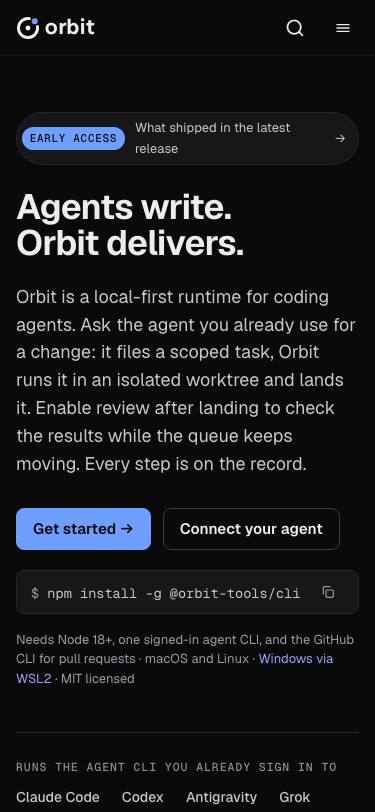 orbit
EARLY ACCESS
What shipped in the latest
release
→
Agents write.
Orbit delivers.
Orbit is a local-first runtime for coding
agents. Ask the agent you already use for
a change: it files a scoped task, Orbit
runs it in an isolated worktree and lands
it. Enable review after landing to check
the results while the queue keeps
moving. Every step is on the record.
Get started →
Connect your agent
$ npm install -g @orbit-tools/cli
Needs Node 18+, one signed-in agent CLI, and the GitHub
CLI for pull requests · macOS and Linux · Windows via
WSL2 · MIT licensed
RUNS THE AGENT CLI YOU ALREADY SIGN IN TO
Claude Code Codex Antigravity Grok